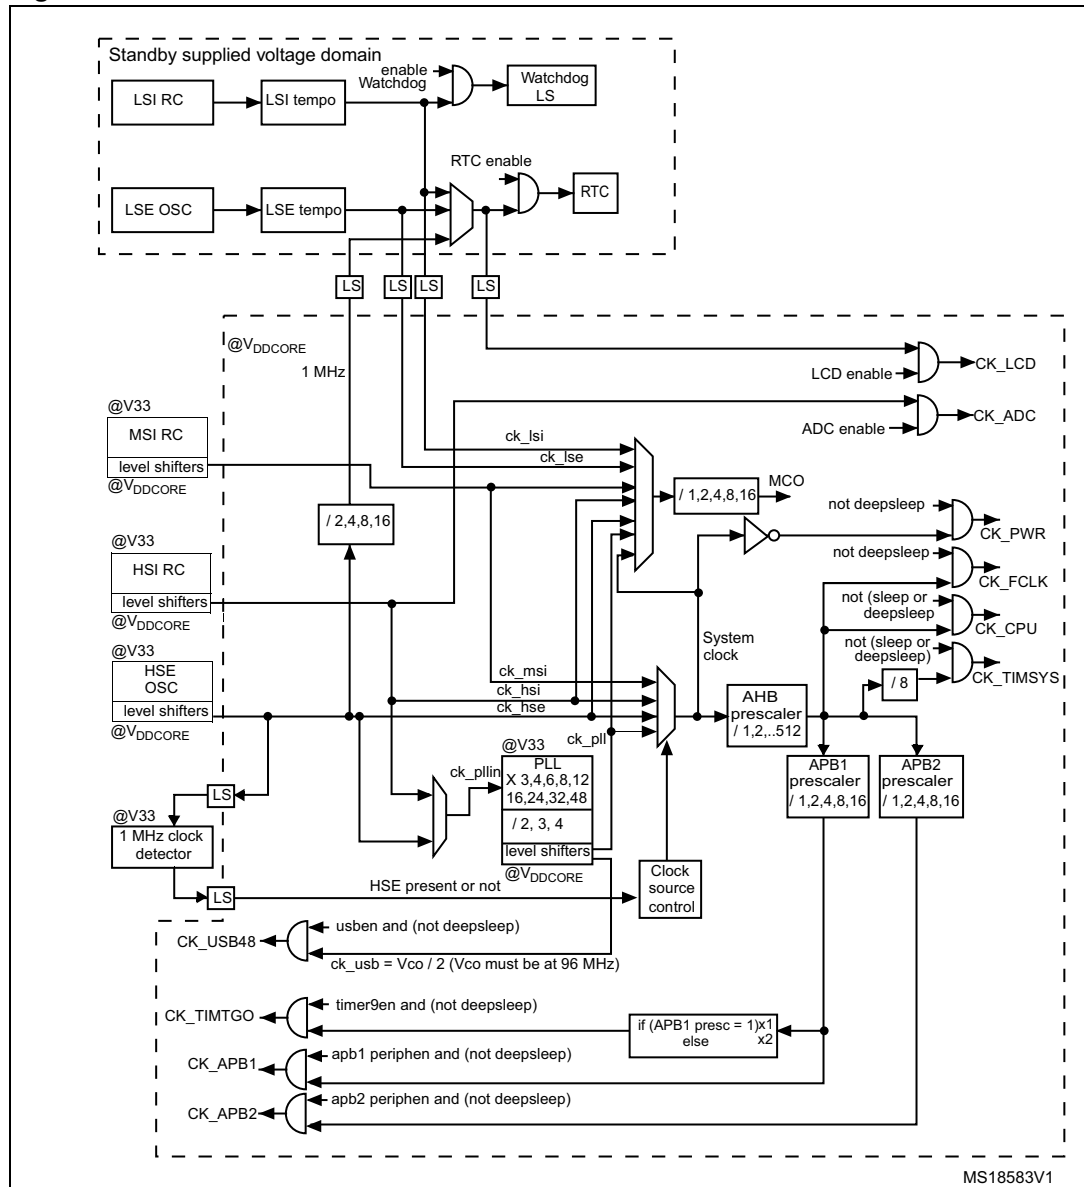 Standby supplied voltage domain
enable
Watchdog
Watchdog
LS
LSI RC
LSI tempo
RTC enable
RTC
LSE OSC
LSE tempo
LS
LS
LS
LS
@VDDCORE
1 MHz
LCD enable
CK_LCD
ADC enable
CK_ADC
@V33
MSI RC
level shifters
@VDDCORE
ck_lsi
ck_lse
/ 1,2,4,8,16
MCO
/ 2,4,8,16
not deepsleep
CK_PWR
@V33
HSI RC
level shifters
@VDDCORE
not deepsleep
CK_FCLK
not (sleep or
deepsleep
CK_CPU
not (sleep or
deepsleep)
CK_TIMSYS
/ 8
System
clock
@V33
HSE
OSC
level shifters
@VDDCORE
ck_msi
ck_hsi
ck_hse
ck_pll
AHB
prescaler
/ 1,2,..512
APB1
prescaler
/ 1,2,4,8,16
APB2
prescaler
/ 1,2,4,8,16
ck_pllin
@V33
PLL
X 3,4,6,8,12
16,24,32,48
/ 2, 3, 4
level shifters
@VDDCORE
LS
@V33
1 MHz clock
detector
LS
HSE present or not
Clock
source
control
CK_USB48
usben and (not deepsleep)
ck_usb = Vco / 2 (Vco must be at 96 MHz)
CK_TIMTGO
timer9en and (not deepsleep)
if (APB1 presc = 1) x1
else x2
CK_APB1
apb1 periphen and (not deepsleep)
CK_APB2
apb2 periphen and (not deepsleep)
MS18583V1